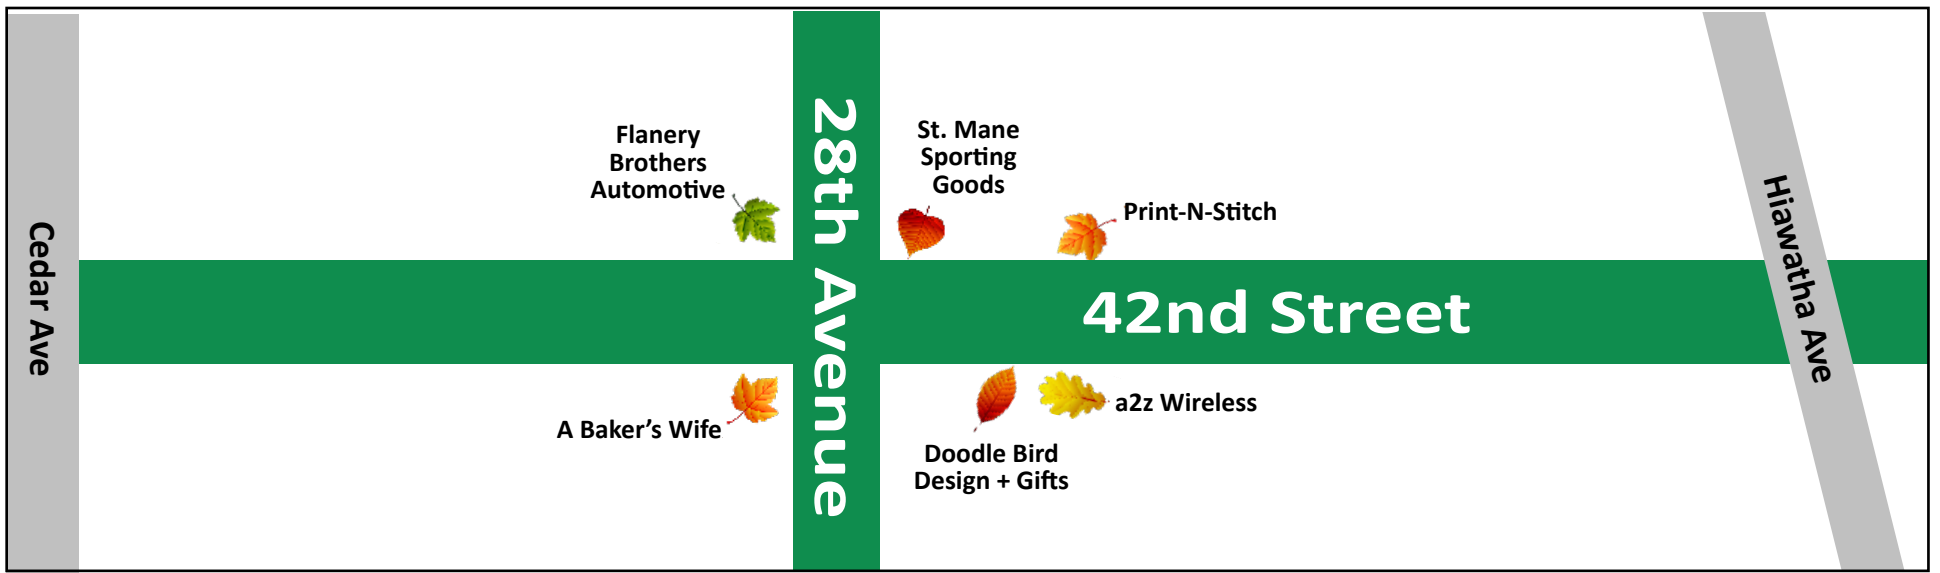 Cedar Ave
Flanery
Brothers
Automotive
28th Avenue
St. Mane
Sporting
Goods
Print-N-Stitch
42nd Street
Hiawatha Ave
A Baker’s Wife
Doodle Bird
Design + Gifts
a2z Wireless